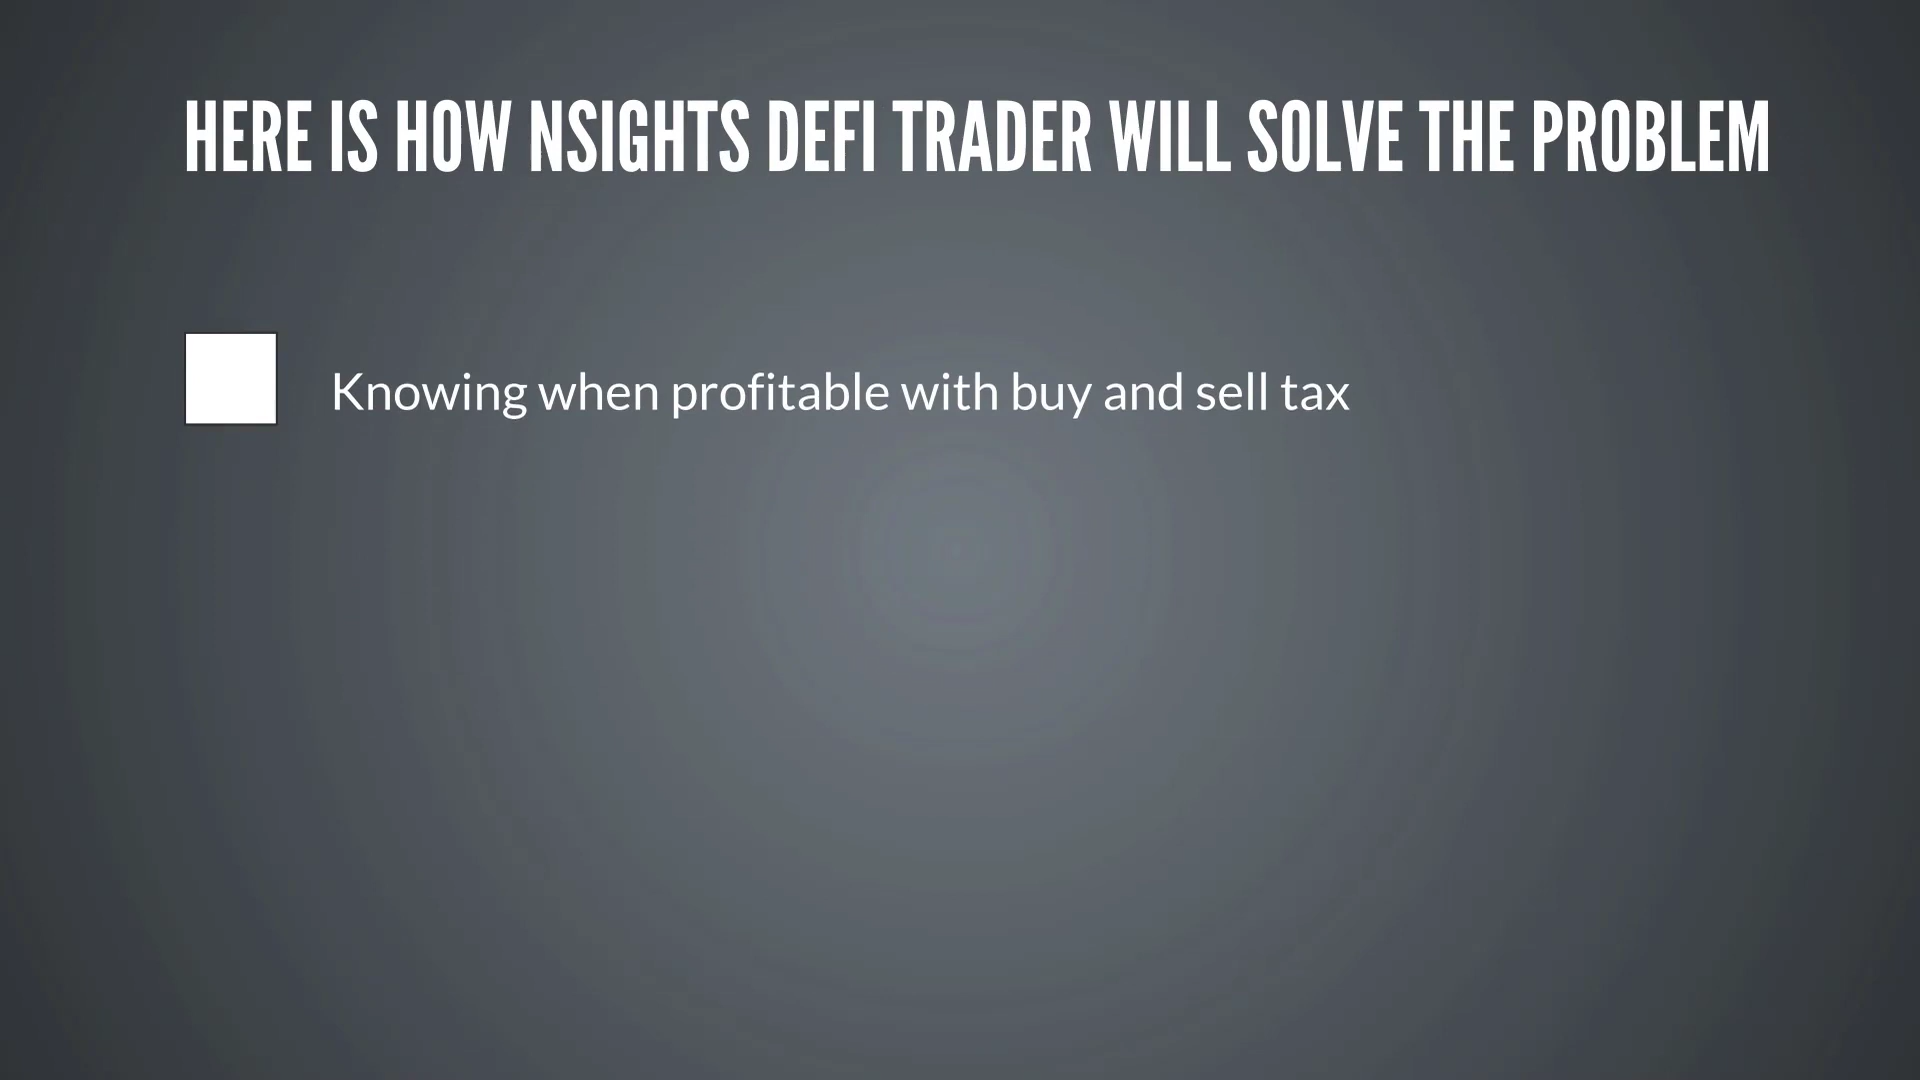 HERE IS HOW NSIGHTS DEFI TRADER WILL SOLVE THE PROBLEM
Knowing when profitable with buy and sell tax